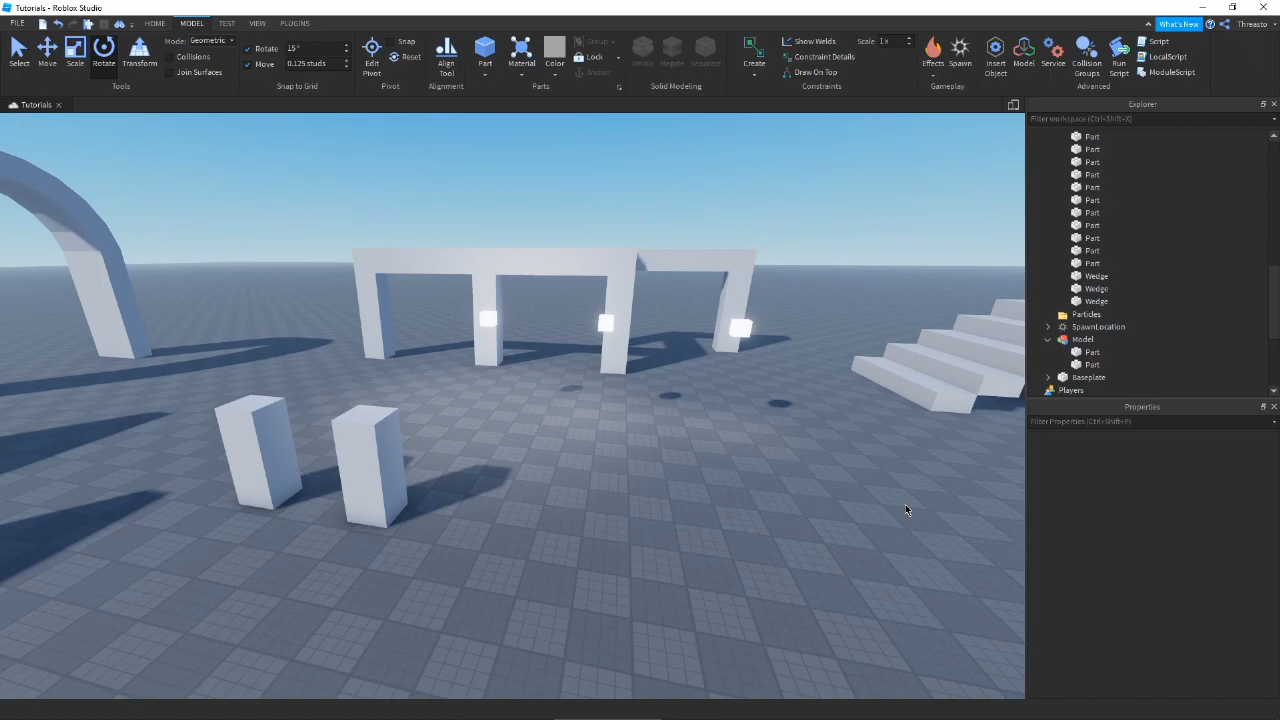 Tutorials - Roblox Studio
FILE HOME MODEL TEST VIEW PLUGINS What's New Threasto
Select Move Scale Rotate Transform
Mode: Geometric
Collisions
Join Surfaces
Tools
Rotate 15°
Move 0.125 studs
Snap to Grid
Edit Pivot
Snap
Reset
Pivot
Align Tool
Alignment
Part Material Color
Group
Lock
Anchor
Parts
Union Negate Separate
Solid Modeling
Create
Show Welds Scale 1x
Constraint Details
Draw On Top
Constraints
Effects Spawn
Gameplay
Insert Object Model Service Collision Groups Run Script
Script
LocalScript
ModuleScript
Advanced
Tutorials
Explorer
Filter workspace (Ctrl+Shift+X)
Part
Part
Part
Part
Part
Part
Part
Part
Part
Part
Part
Wedge
Wedge
Wedge
Particles
SpawnLocation
Model
Part
Part
Baseplate
Players
Properties
Filter Properties (Ctrl+Shift+P)